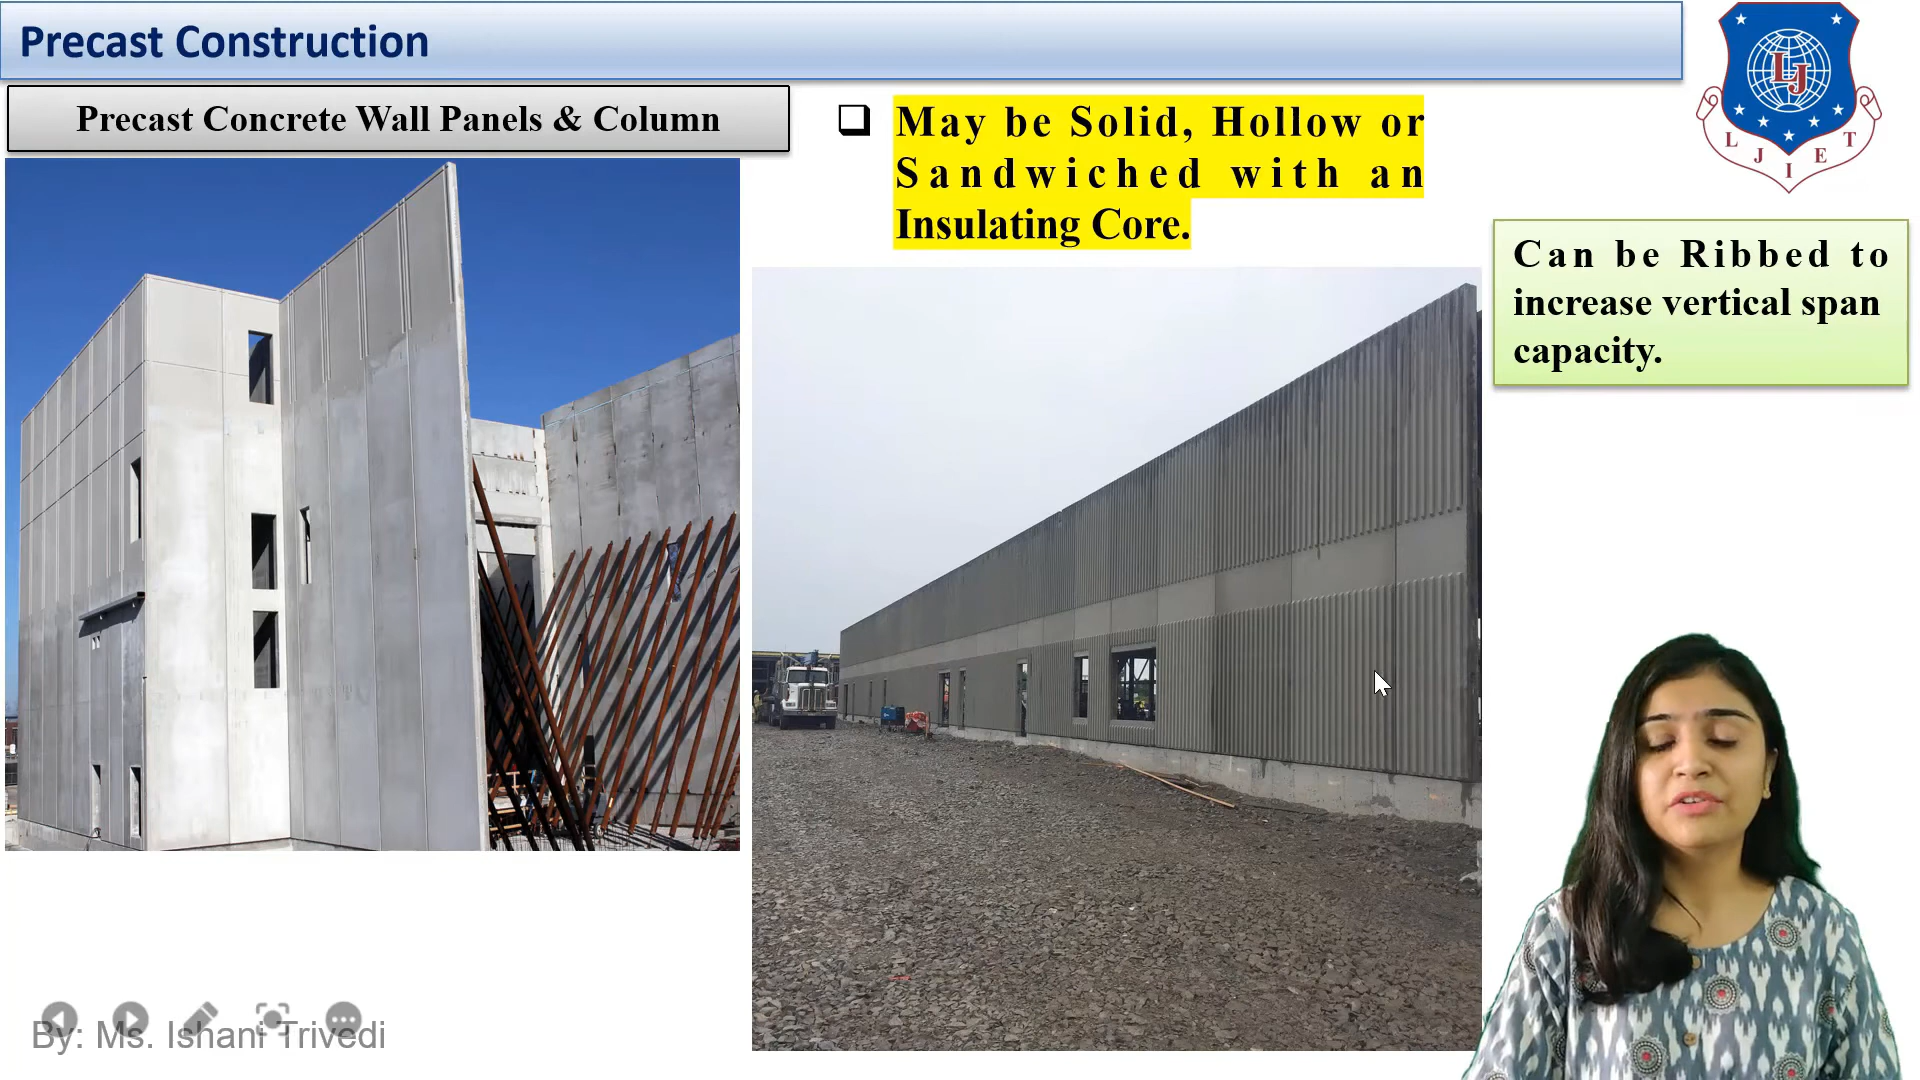 Precast Construction
Precast Concrete Wall Panels & Column
May be Solid, Hollow or
Sandwiched with an
Insulating Core.
LJ
L J I E T
Can be Ribbed to
increase vertical span
capacity.
By: Ms. Ishani Trivedi